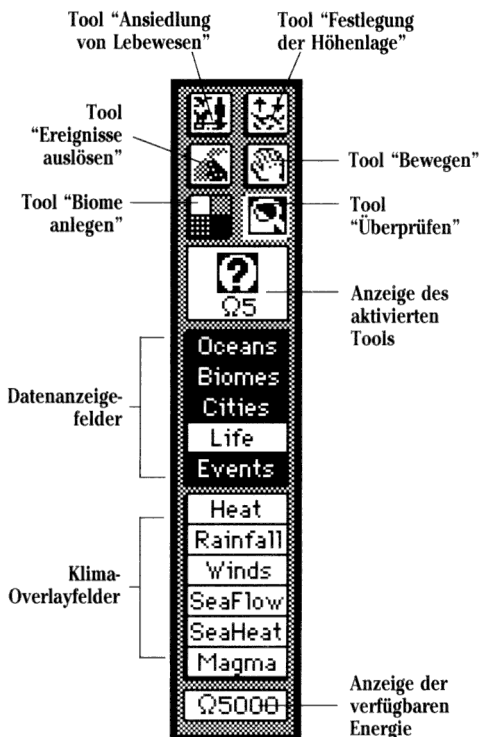 Tool “Ansiedlung
von Lebewesen”
Tool “Festlegung
der Höhenlage”
Tool
“Ereignisse
auslösen”
Tool “Bewegen”
Tool “Biome
anlegen”
Tool
“Überprüfen”
?
Ω5
Anzeige des
aktivierten
Tools
Datenanzeige-
felder
Oceans
Biomes
Cities
Life
Events
Klima-
Overlayfelder
Heat
Rainfall
Winds
SeaFlow
SeaHeat
Magma
Ω5000
Anzeige der
verfügbaren
Energie